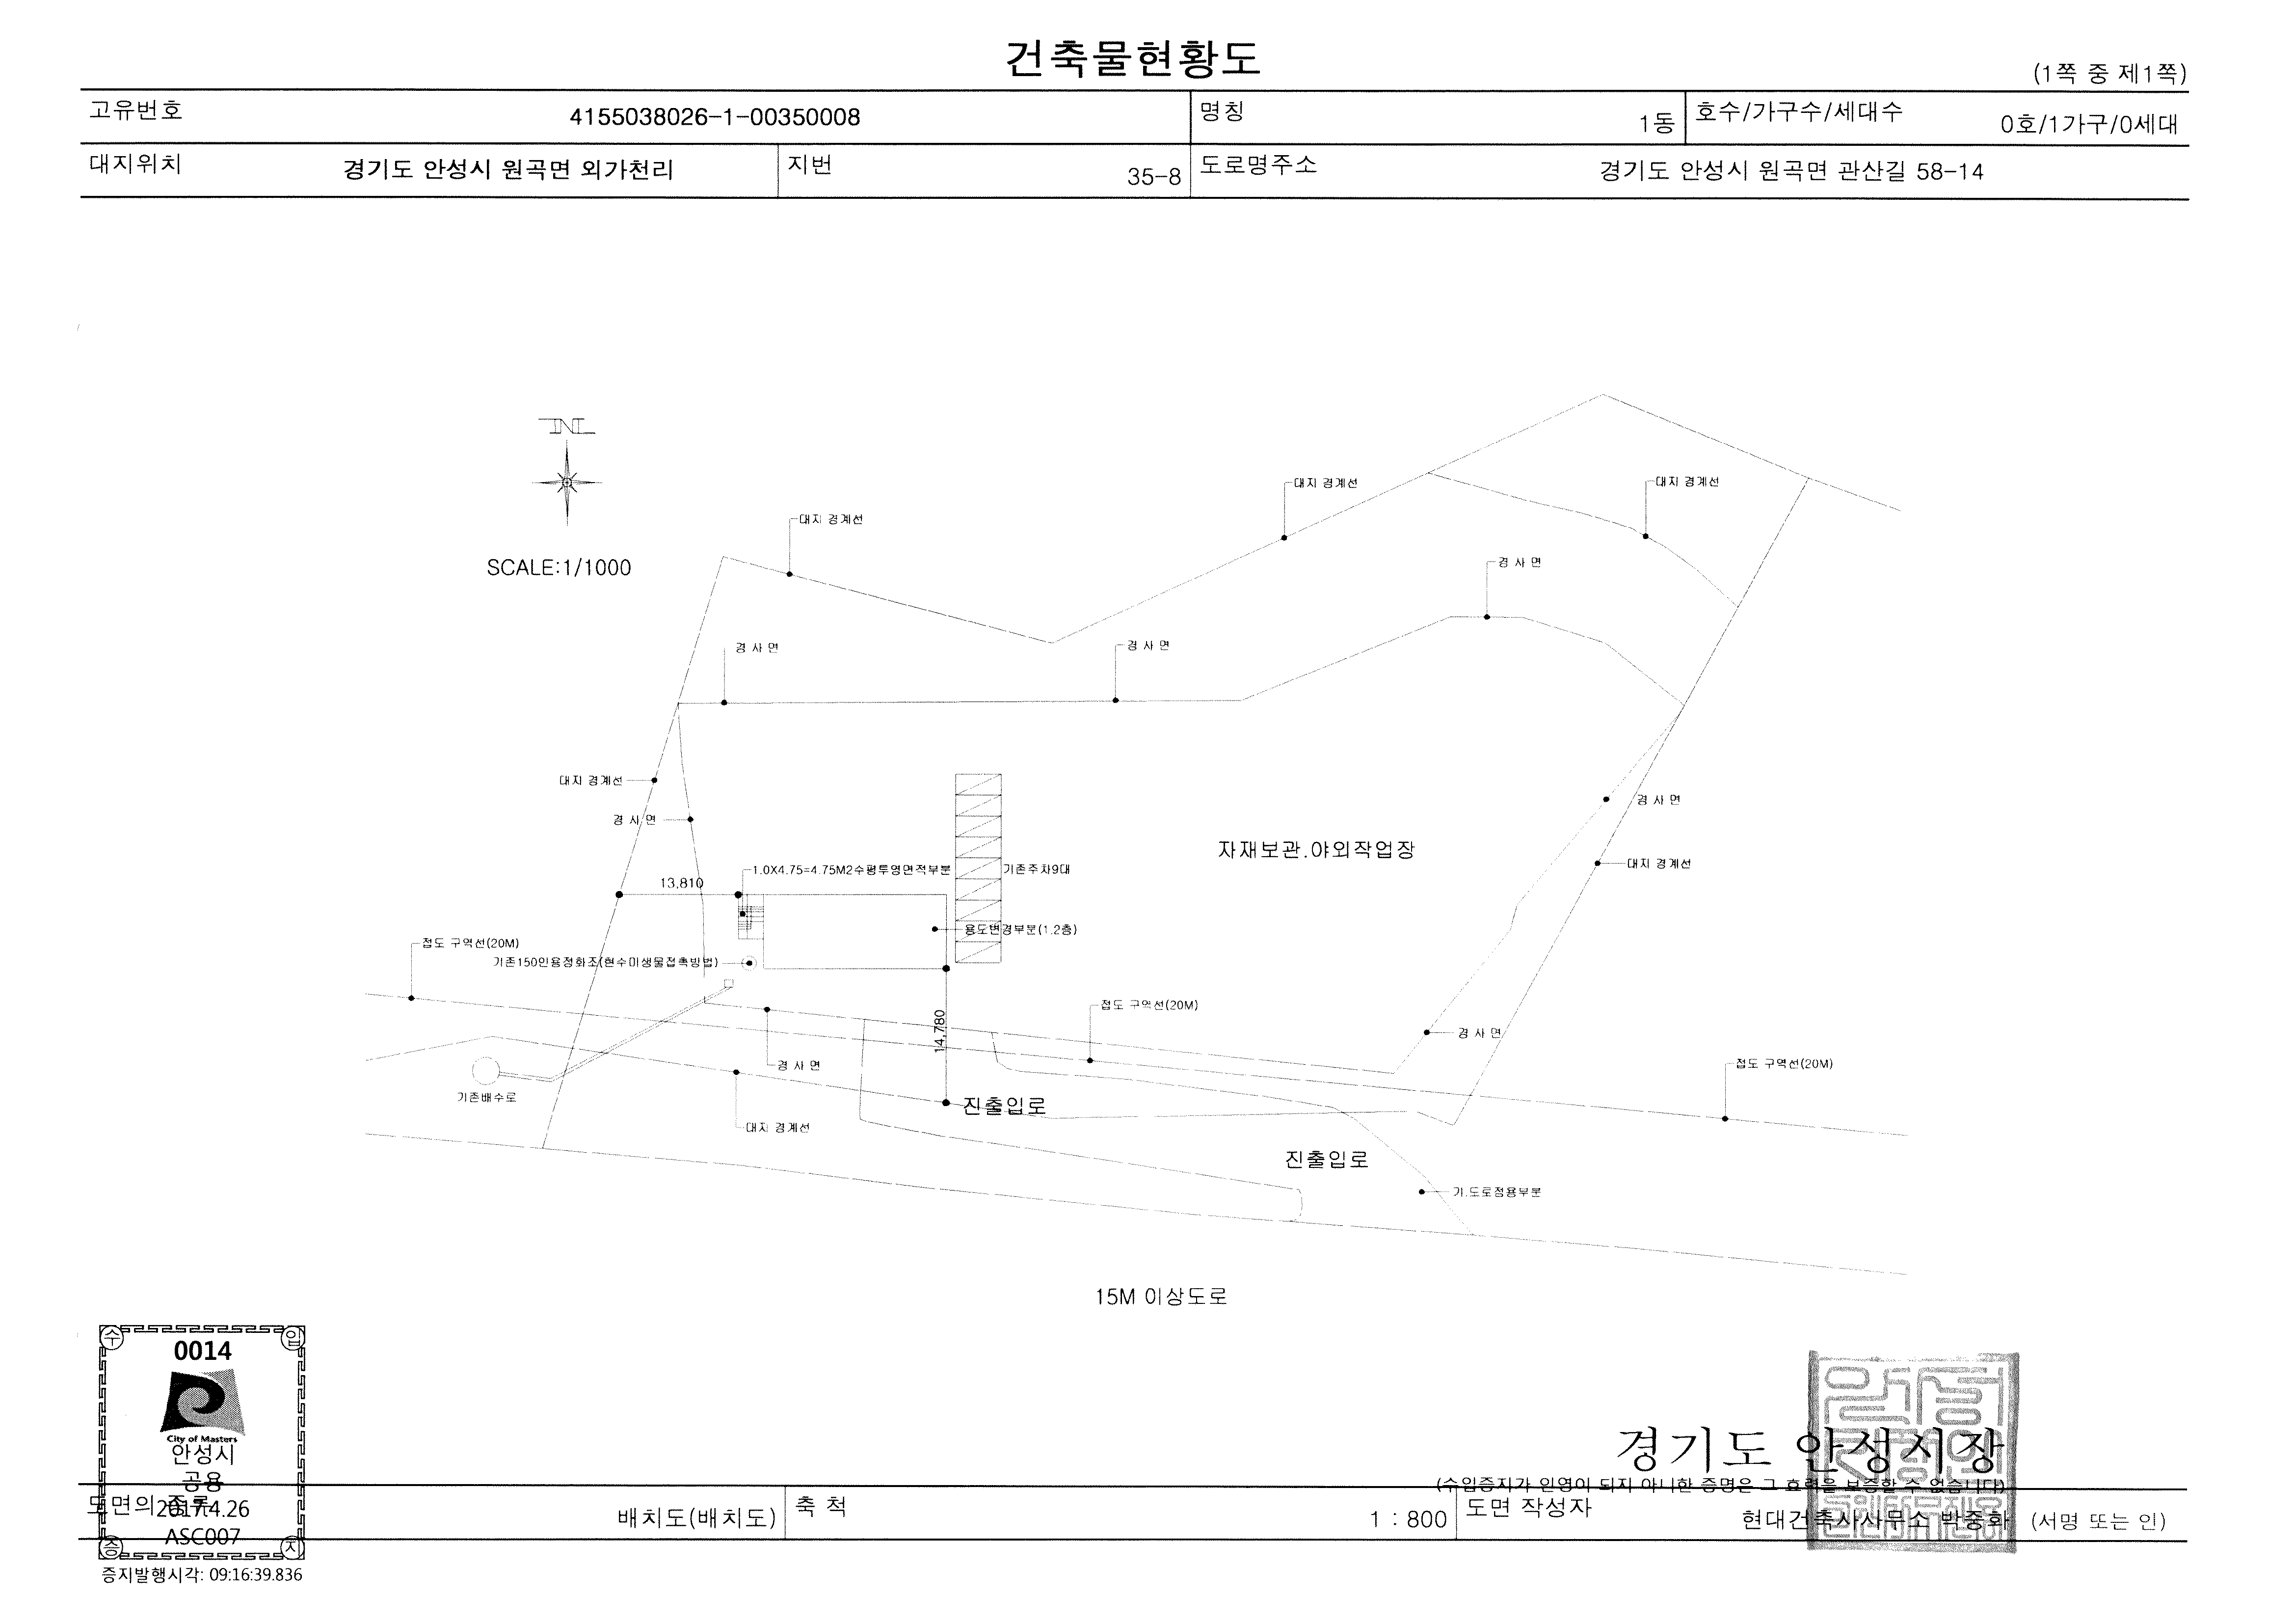 건축물현황도
(1쪽 중 제1쪽)
고유번호 4155038026-1-00350008 명칭 1동 호수/가구수/세대수 0호/1가구/0세대
대지위치 경기도 안성시 원곡면 외가천리 지번 35-8 도로명주소 경기도 안성시 원곡면 관산길 58-14
SCALE:1/1000
대지 경계선
대지 경계선
대지 경계선
경 사 면
경 사 면
경 사 면
대지 경계선
경 사 면
경 사 면
자재보관.야외작업장
대지 경계선
1.0X4.75=4.75M2수평투영면적부분
기존주차9대
13,810
용도변경부분(1.2층)
접도 구역선(20M)
기존150인용정화조(현수미생물접촉방법)
접도 구역선(20M)
14,780
경 사 면
경 사 면
접도 구역선(20M)
기존배수로
진출입로
대지 경계선
진출입로
기.도로점용부분
15M 이상도로
수 입
0014
City of Masters
안성시
공용
2017.4.26
ASC007
증 지
증지발행시각: 09:16:39.836
경기도 안성시장
(수입증지가 인영이 되지 아니한 증명은 그 효력을 보증할 수 없습니다)
도면의 종류 배치도(배치도) 축 척 1 : 800 도면 작성자 현대건축사사무소 박중화 (서명 또는 인)